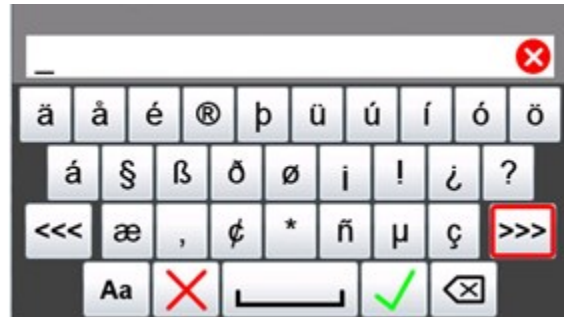 _
ä å é ® þ ü ú í ó ö
á § ß ð ø ¡ ! ¿ ?
<<< æ , ¢ * ñ µ ç >>>
Aa